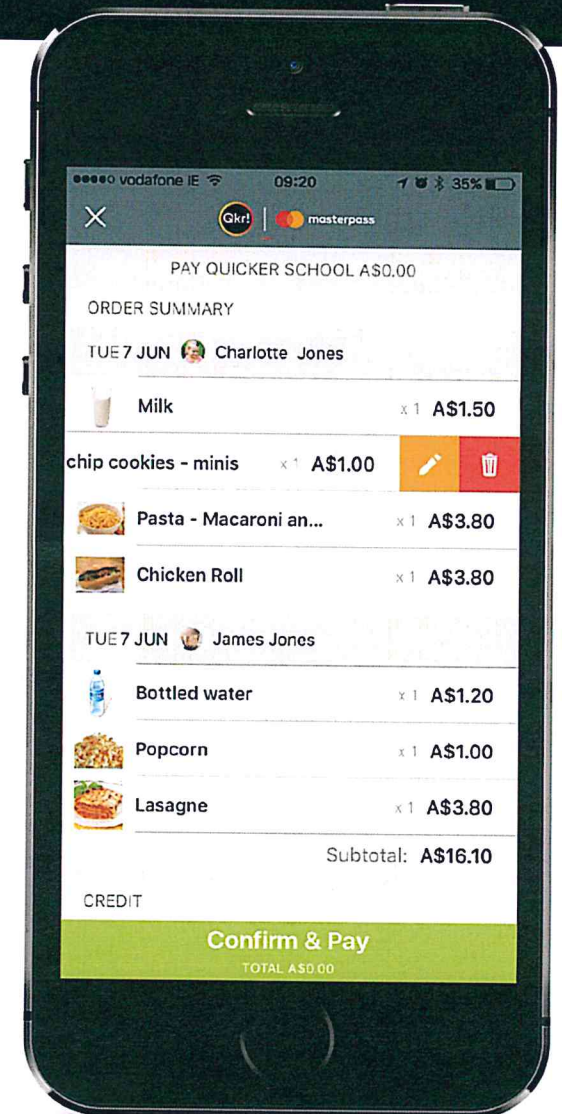 vodafone IE 09:20 35%
Qkr! masterpass
PAY QUICKER SCHOOL A$0.00
ORDER SUMMARY
TUE 7 JUN Charlotte Jones
Milk x 1 A$1.50
chip cookies - minis x 1 A$1.00
Pasta - Macaroni an... x 1 A$3.80
Chicken Roll x 1 A$3.80
TUE 7 JUN James Jones
Bottled water x 1 A$1.20
Popcorn x 1 A$1.00
Lasagne x 1 A$3.80
Subtotal: A$16.10
CREDIT
Confirm & Pay
TOTAL A$0.00